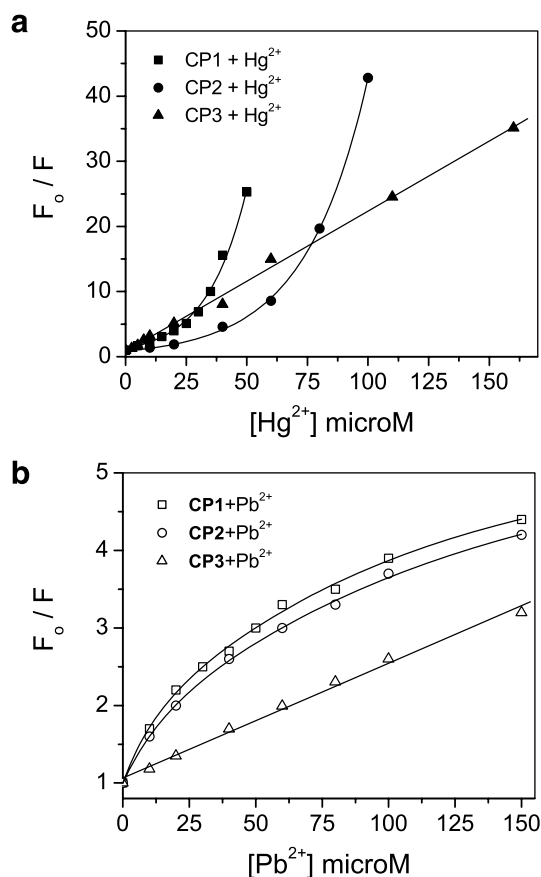 a
50
40
30
20
10
0
F₀ / F
CP1 + Hg²⁺
CP2 + Hg²⁺
CP3 + Hg²⁺
0 25 50 75 100 125 150
[Hg²⁺] microM
b
5
4
3
2
1
F₀ / F
CP1+Pb²⁺
CP2+Pb²⁺
CP3+Pb²⁺
0 25 50 75 100 125 150
[Pb²⁺] microM